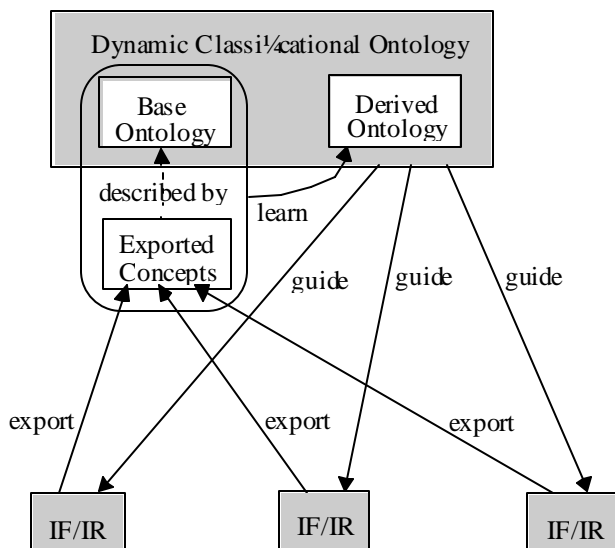 Dynamic Classi¼cational Ontology
Base
Ontology
Derived
Ontology
described by
learn
Exported
Concepts
guide
guide
guide
export
export
export
IF/IR
IF/IR
IF/IR